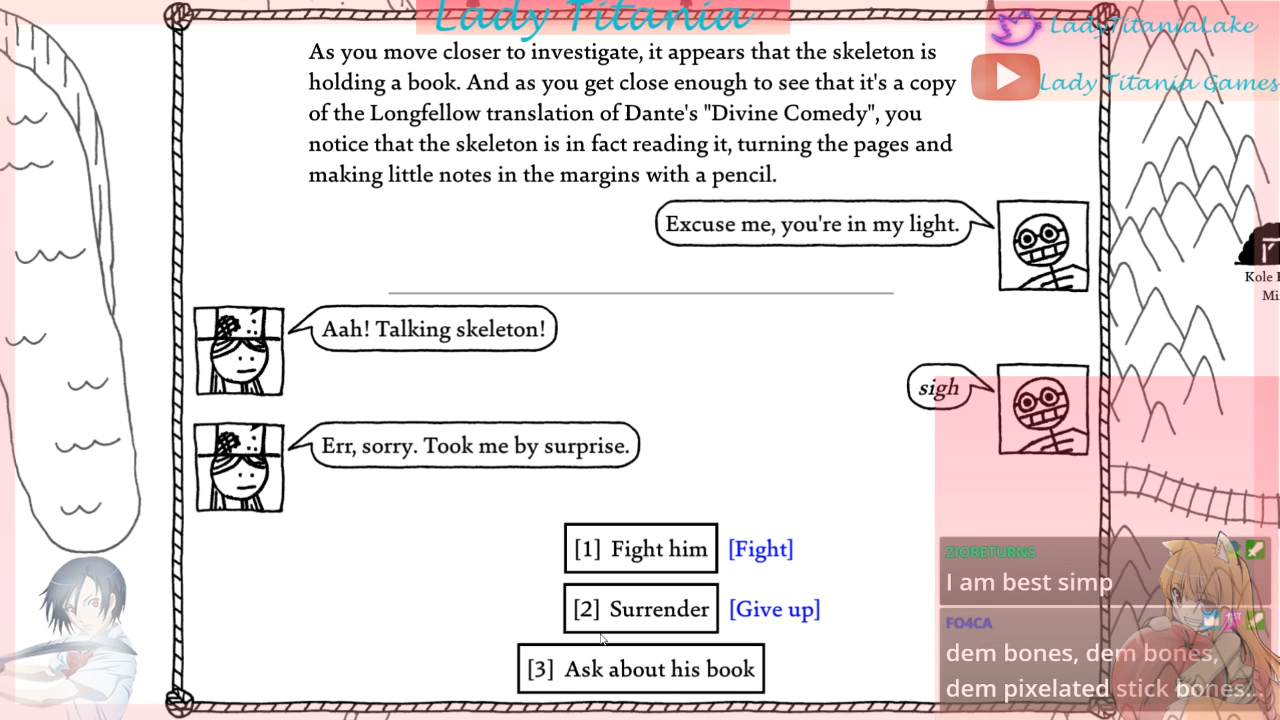 Lady Titania
LadyTitaniaLake
Lady Titania Games
As you move closer to investigate, it appears that the skeleton is
holding a book. And as you get close enough to see that it's a copy
of the Longfellow translation of Dante's "Divine Comedy", you
notice that the skeleton is in fact reading it, turning the pages and
making little notes in the margins with a pencil.
Excuse me, you're in my light.
Kole
Aah! Talking skeleton!
sigh
Err, sorry. Took me by surprise.
[1] Fight him [Fight]
[2] Surrender [Give up]
[3] Ask about his book
ZIORETURNS
I am best simp
FO4CA
dem bones, dem bones,
dem pixelated stick bones...